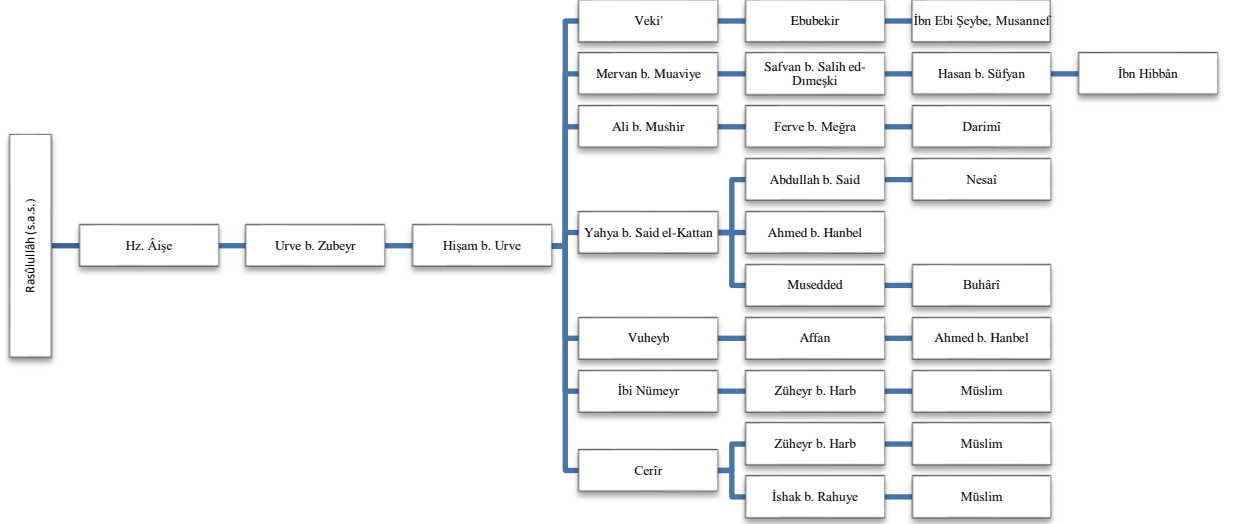 Veki'
Ebubekir
İbn Ebi Şeybe, Musannef
Mervan b. Muaviye
Safvan b. Salih ed-
Dımeşki
Hasan b. Süfyan
İbn Hibbân
Ali b. Mushir
Ferve b. Meğra
Darimî
Rasûlullâh (s.a.s.)
Hz. Âişe
Urve b. Zubeyr
Hişam b. Urve
Yahya b. Said el-Kattan
Abdullah b. Said
Nesaî
Ahmed b. Hanbel
Musedded
Buhârî
Vuheyb
Affan
Ahmed b. Hanbel
İbi Nümeyr
Züheyr b. Harb
Müslim
Cerîr
Züheyr b. Harb
Müslim
İshak b. Rahuye
Müslim